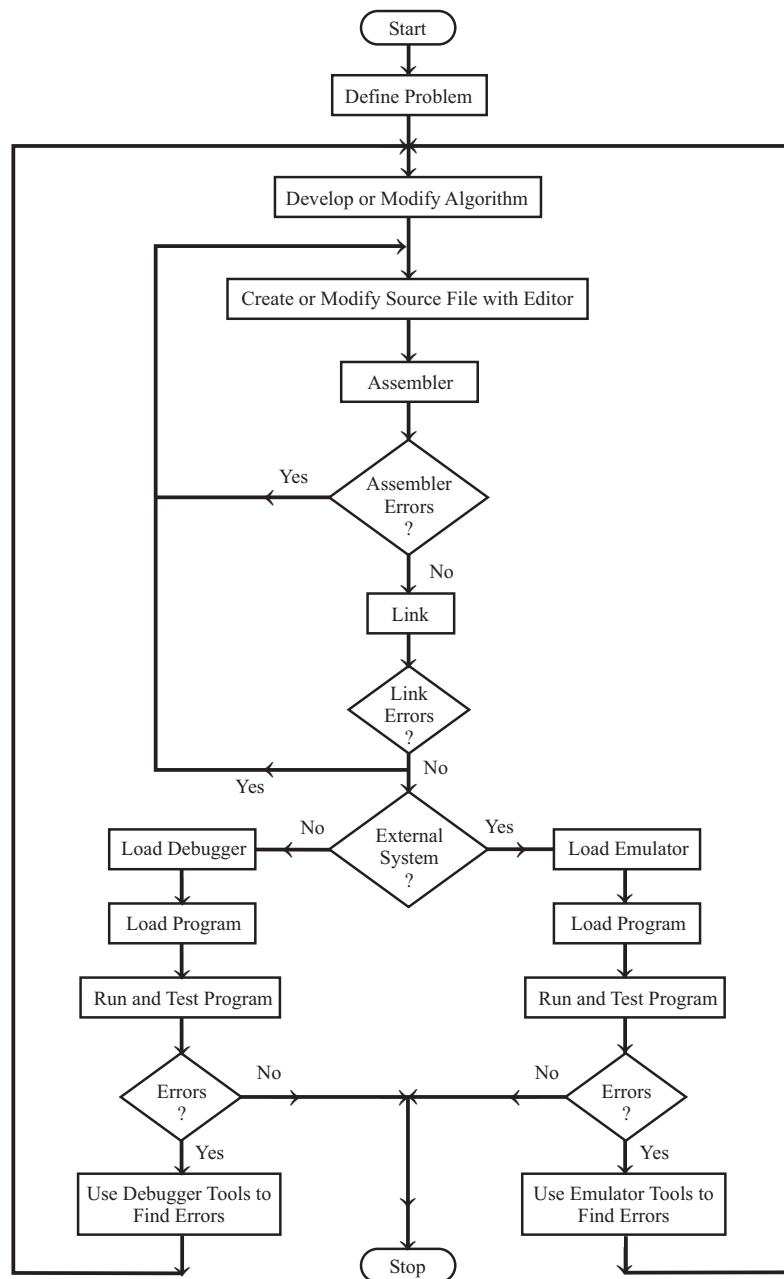 Start
Define Problem
Develop or Modify Algorithm
Create or Modify Source File with Editor
Assembler
Yes
Assembler
Errors
?
No
Link
Link
Errors
?
Yes
No
No
External
System
?
Yes
Load Debugger
Load Emulator
Load Program
Load Program
Run and Test Program
Run and Test Program
Errors
?
No
No
Errors
?
Yes
Yes
Use Debugger Tools to
Find Errors
Use Emulator Tools to
Find Errors
Stop